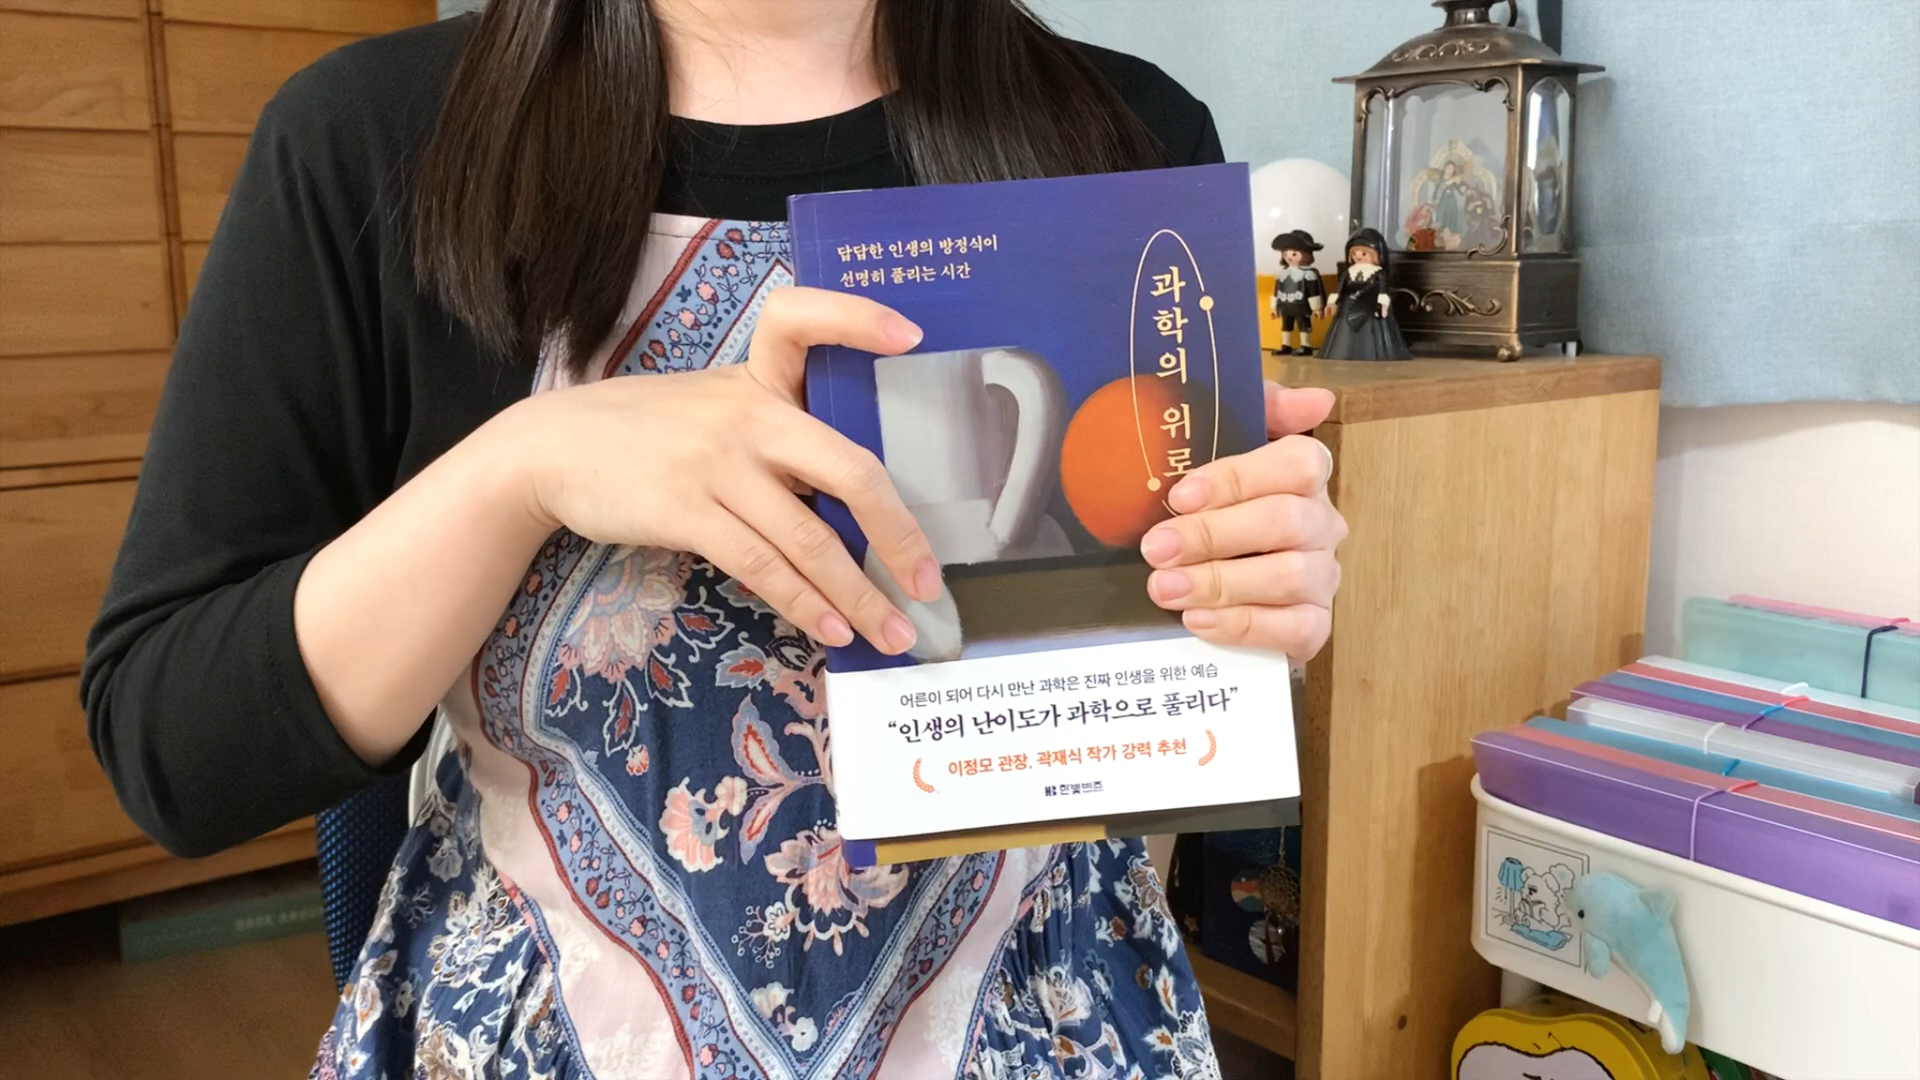 답답한 인생의 방정식이
선명히 풀리는 시간
과학의 위로
어른이 되어 다시 만난 과학은 진짜 인생을 위한 예습
“인생의 난이도가 과학으로 풀리다”
이정모 관장, 곽재식 작가 강력 추천
한빛비즈